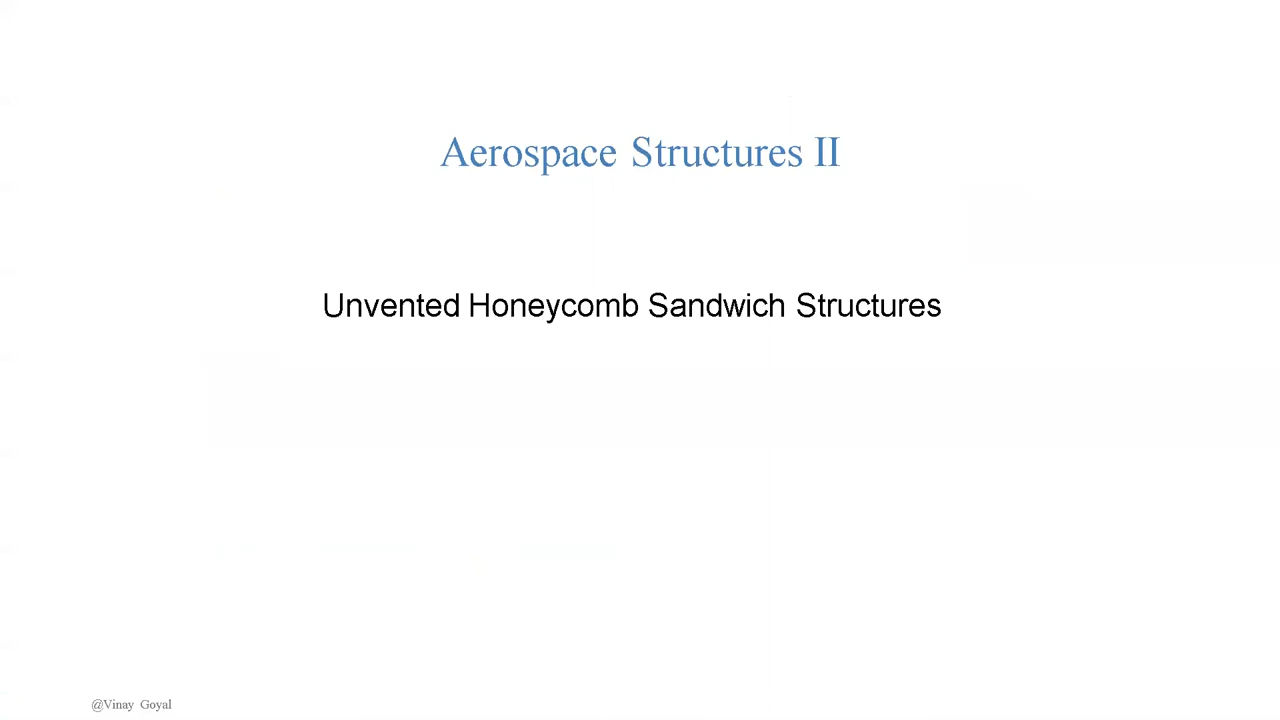 Aerospace Structures II
Unvented Honeycomb Sandwich Structures
@Vinay Goyal